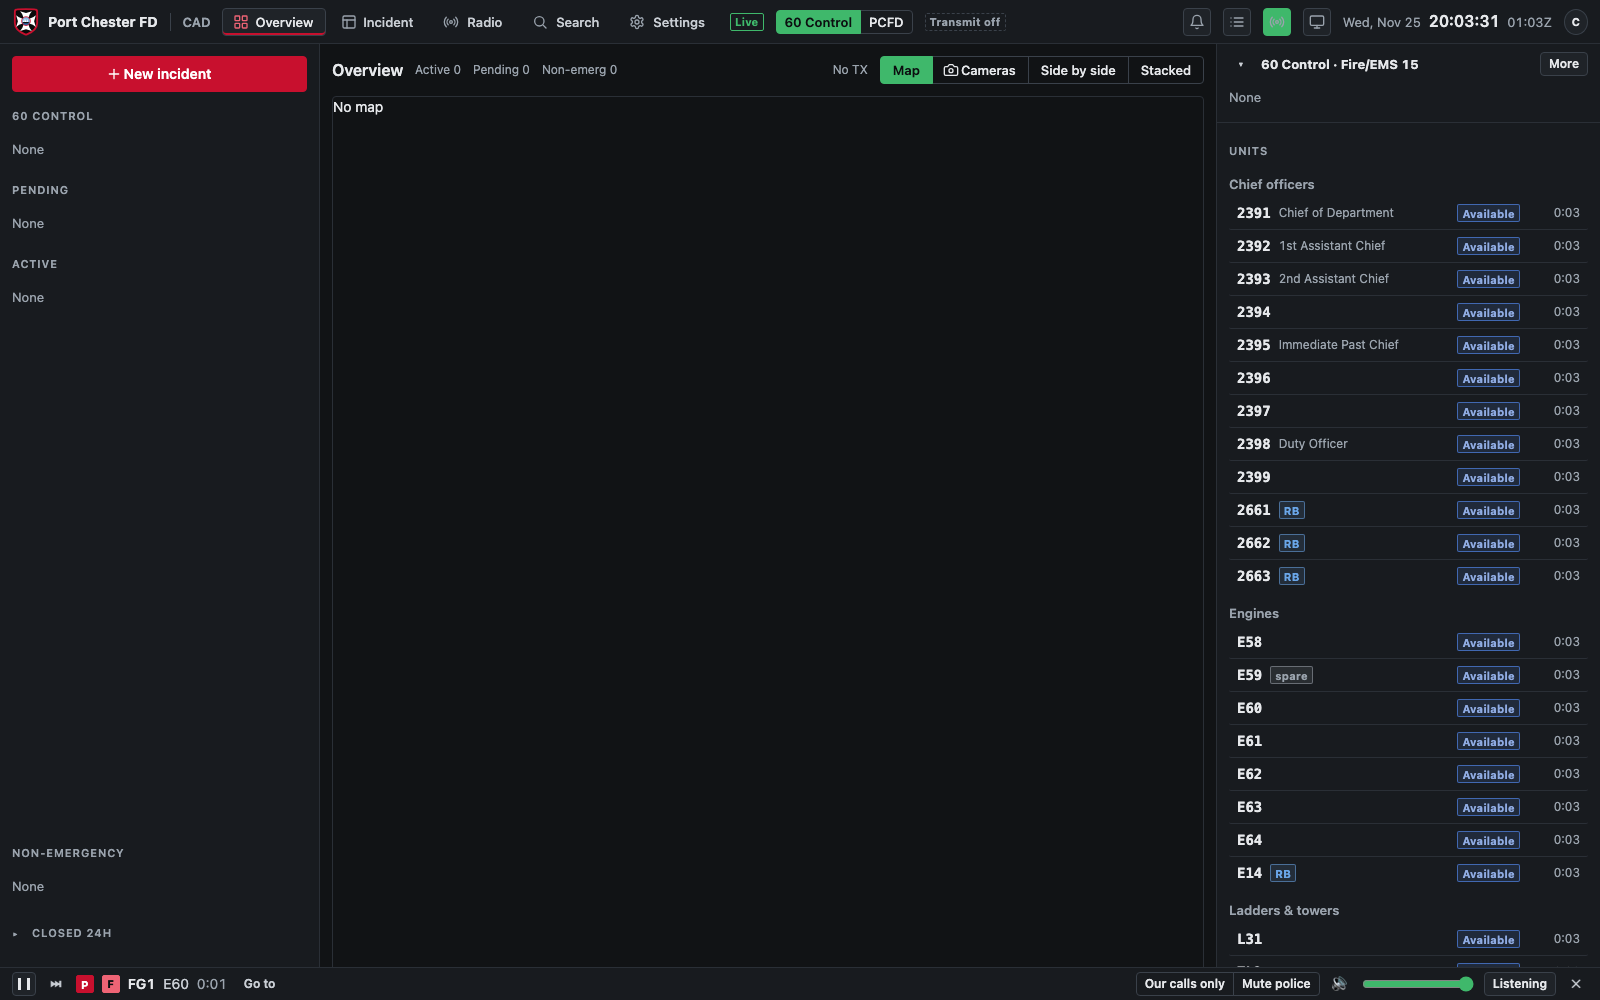 Port Chester FD CAD Overview Incident Radio Search Settings Live 60 Control PCFD Transmit off Wed, Nov 25 20:03:31 01:03Z C
+ New incident
60 CONTROL
None
PENDING
None
ACTIVE
None
NON-EMERGENCY
None
CLOSED 24H
Overview Active 0 Pending 0 Non-emerg 0 No TX Map Cameras Side by side Stacked
No map
60 Control · Fire/EMS 15 More
None
UNITS
Chief officers
2391 Chief of Department Available 0:03
2392 1st Assistant Chief Available 0:03
2393 2nd Assistant Chief Available 0:03
2394 Available 0:03
2395 Immediate Past Chief Available 0:03
2396 Available 0:03
2397 Available 0:03
2398 Duty Officer Available 0:03
2399 Available 0:03
2661 RB Available 0:03
2662 RB Available 0:03
2663 RB Available 0:03
Engines
E58 Available 0:03
E59 spare Available 0:03
E60 Available 0:03
E61 Available 0:03
E62 Available 0:03
E63 Available 0:03
E64 Available 0:03
E14 RB Available 0:03
Ladders & towers
L31 Available 0:03
P F FG1 E60 0:01 Go to Our calls only Mute police Listening